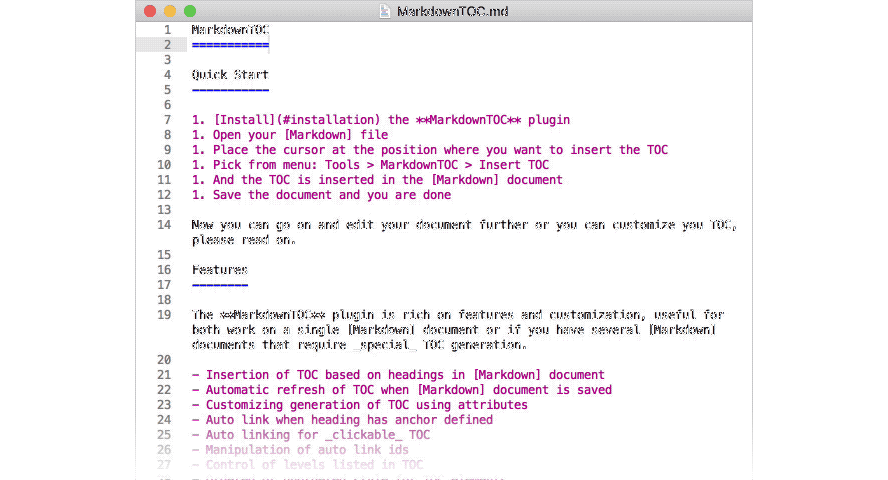 MarkdownTOC.md
1 MarkdownTOC
2 ===========
3
4 Quick Start
5 -----------
6
7 1. [Install](#installation) the **MarkdownTOC** plugin
8 1. Open your [Markdown] file
9 1. Place the cursor at the position where you want to insert the TOC
10 1. Pick from menu: Tools > MarkdownTOC > Insert TOC
11 1. And the TOC is inserted in the [Markdown] document
12 1. Save the document and you are done
13
14 Now you can go on and edit your document further or you can customize you TOC,
please read on.
15
16 Features
17 --------
18
19 The **MarkdownTOC** plugin is rich on features and customization, useful for
both work on a single [Markdown] document or if you have several [Markdown]
documents that require _special_ TOC generation.
20
21 - Insertion of TOC based on headings in [Markdown] document
22 - Automatic refresh of TOC when [Markdown] document is saved
23 - Customizing generation of TOC using attributes
24 - Auto link when heading has anchor defined
25 - Auto linking for _clickable_ TOC
26 - Manipulation of auto link ids
27 - Control of levels listed in TOC